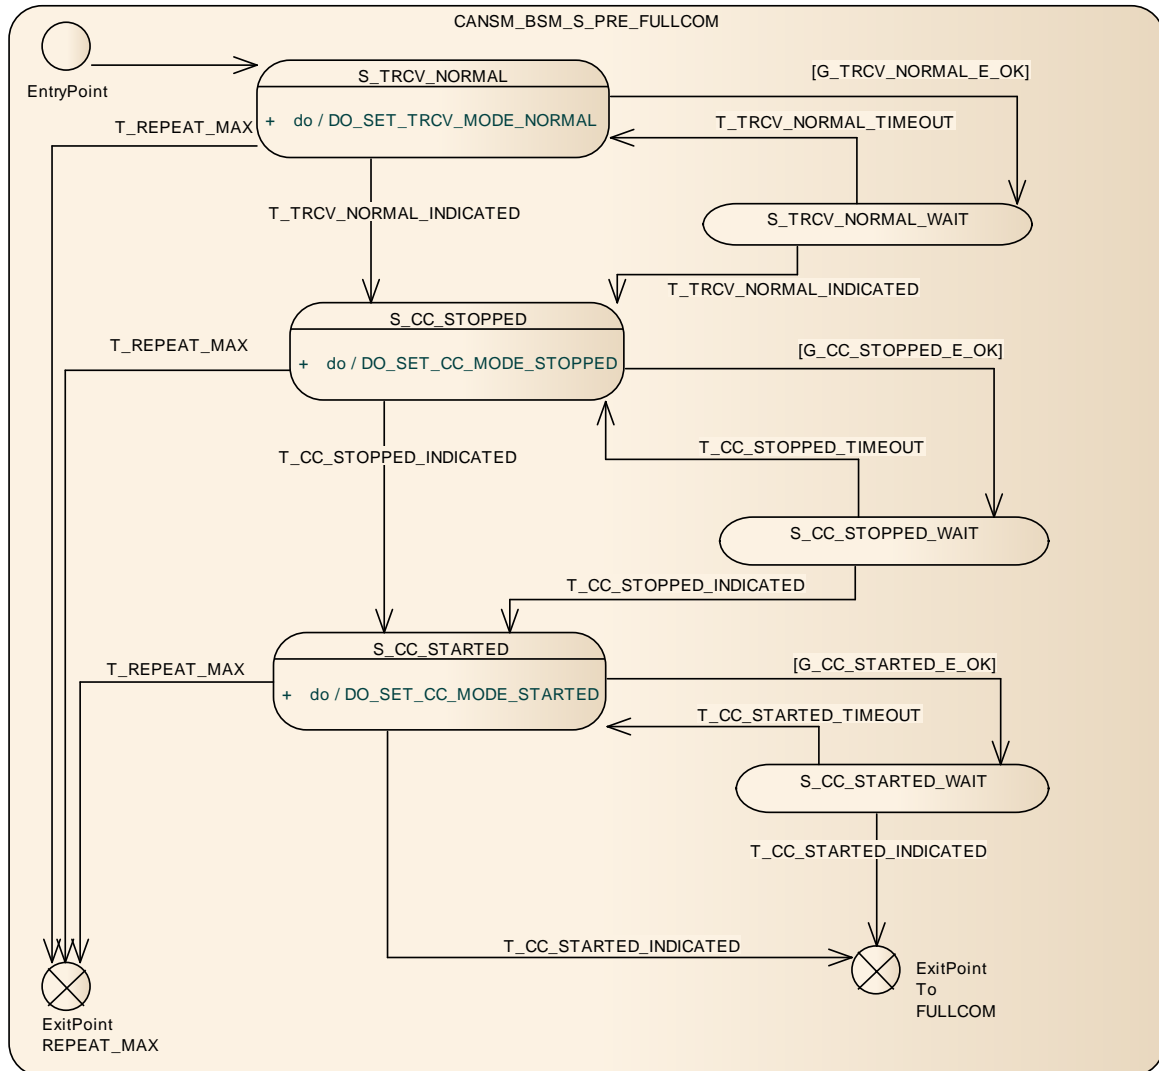 CANSM_BSM_S_PRE_FULLCOM
EntryPoint
S_TRCV_NORMAL
+ do / DO_SET_TRCV_MODE_NORMAL
[G_TRCV_NORMAL_E_OK]
T_REPEAT_MAX
T_TRCV_NORMAL_TIMEOUT
T_TRCV_NORMAL_INDICATED
S_TRCV_NORMAL_WAIT
T_TRCV_NORMAL_INDICATED
S_CC_STOPPED
+ do / DO_SET_CC_MODE_STOPPED
T_REPEAT_MAX
[G_CC_STOPPED_E_OK]
T_CC_STOPPED_TIMEOUT
T_CC_STOPPED_INDICATED
S_CC_STOPPED_WAIT
T_CC_STOPPED_INDICATED
S_CC_STARTED
+ do / DO_SET_CC_MODE_STARTED
T_REPEAT_MAX
[G_CC_STARTED_E_OK]
T_CC_STARTED_TIMEOUT
S_CC_STARTED_WAIT
T_CC_STARTED_INDICATED
T_CC_STARTED_INDICATED
ExitPoint
To
FULLCOM
ExitPoint
REPEAT_MAX